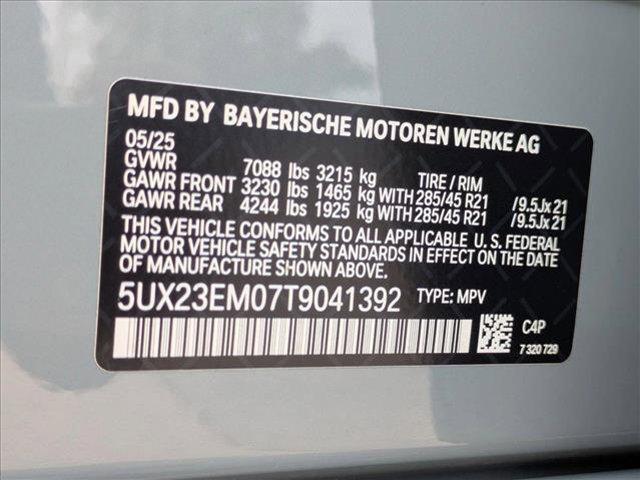 MFD BY BAYERISCHE MOTOREN WERKE AG
05/25
GVWR 7088 lbs 3215 kg TIRE / RIM
GAWR FRONT 3230 lbs 1465 kg WITH 285/45 R21 /9.5Jx21
GAWR REAR 4244 lbs 1925 kg WITH 285/45 R21 /9.5Jx21
THIS VEHICLE CONFORMS TO ALL APPLICABLE U.S. FEDERAL
MOTOR VEHICLE SAFETY STANDARDS IN EFFECT ON THE
DATE OF MANUFACTURE SHOWN ABOVE.
5UX23EM07T9041392 TYPE: MPV
C4P
7 320 729